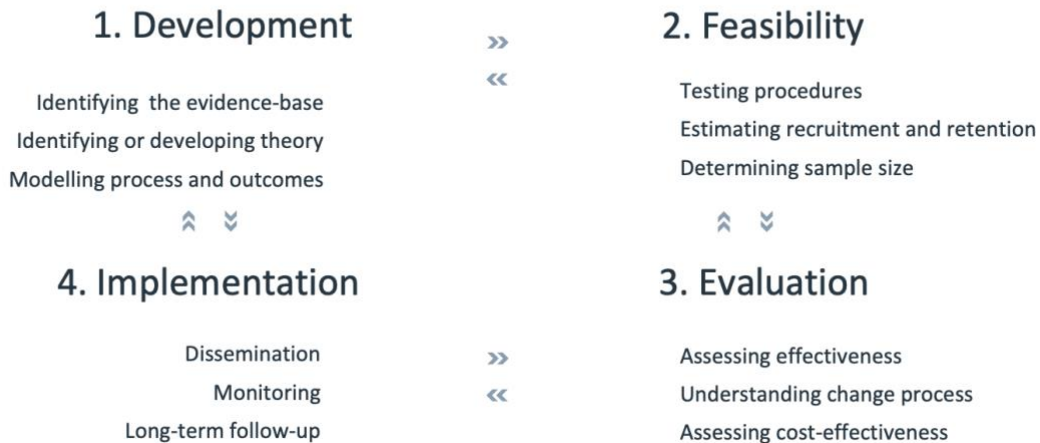 1. Development
Identifying the evidence-base
Identifying or developing theory
Modelling process and outcomes
2. Feasibility
Testing procedures
Estimating recruitment and retention
Determining sample size
4. Implementation
Dissemination
Monitoring
Long-term follow-up
3. Evaluation
Assessing effectiveness
Understanding change process
Assessing cost-effectiveness